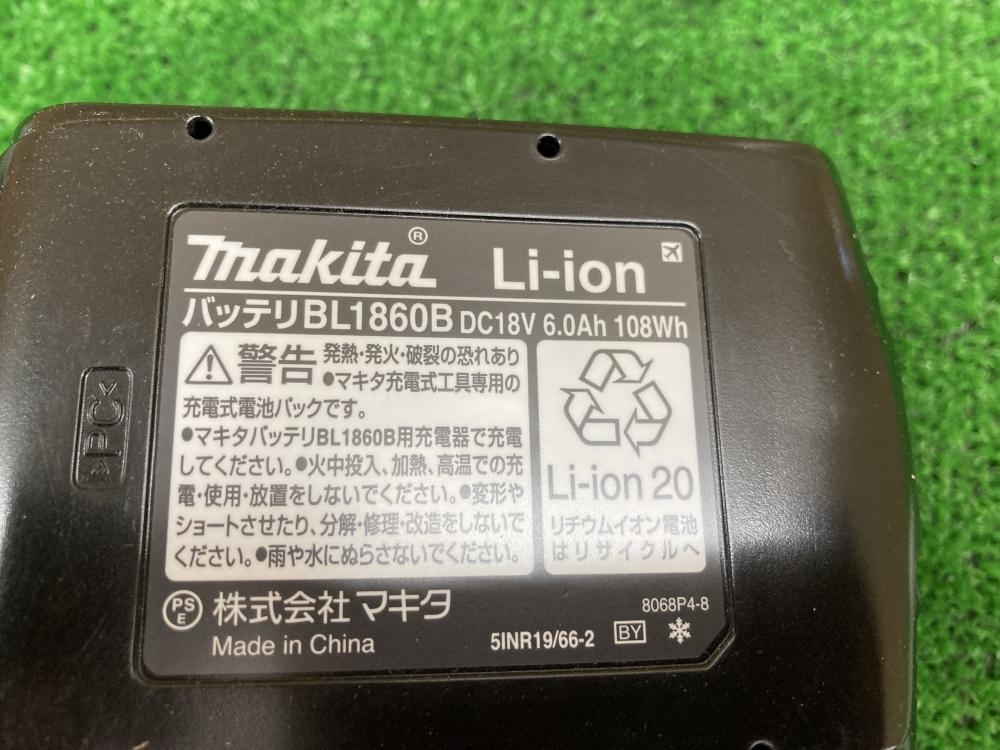 makita® Li-ion
バッテリBL1860B DC18V 6.0Ah 108Wh
警告 発熱・発火・破裂の恐れあり
●マキタ充電式工具専用の
充電式電池パックです。
●マキタバッテリBL1860B用充電器で充電
してください。●火中投入、加熱、高温での充
電・使用・放置をしないでください。●変形や
ショートさせたり、分解・修理・改造をしないで
ください。●雨や水にぬらさないでください。
Li-ion 20
リチウムイオン電池
はリサイクルへ
PSE 株式会社マキタ
Made in China
8068P4-8
5INR19/66-2 BY
>PC<